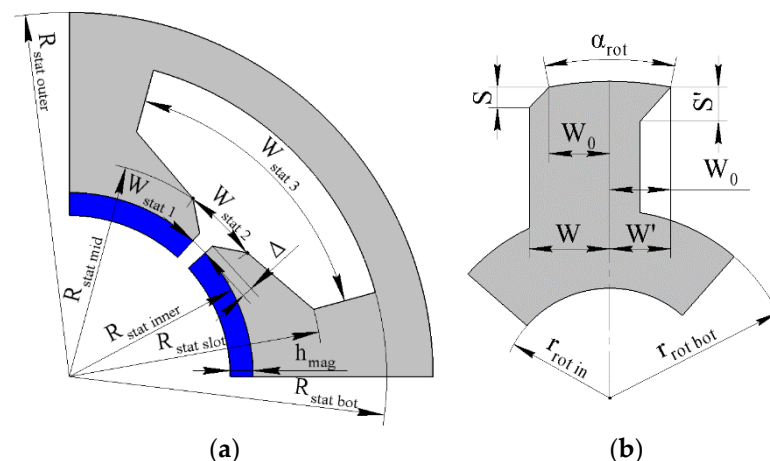 R stat outer
W stat 3
W stat 1
W stat 2
Δ
R stat mid
R stat inner
R stat slot
h mag
R stat bot
(a)
α rot
S
S'
W 0
W 0
W
W'
r rot in
r rot bot
(b)